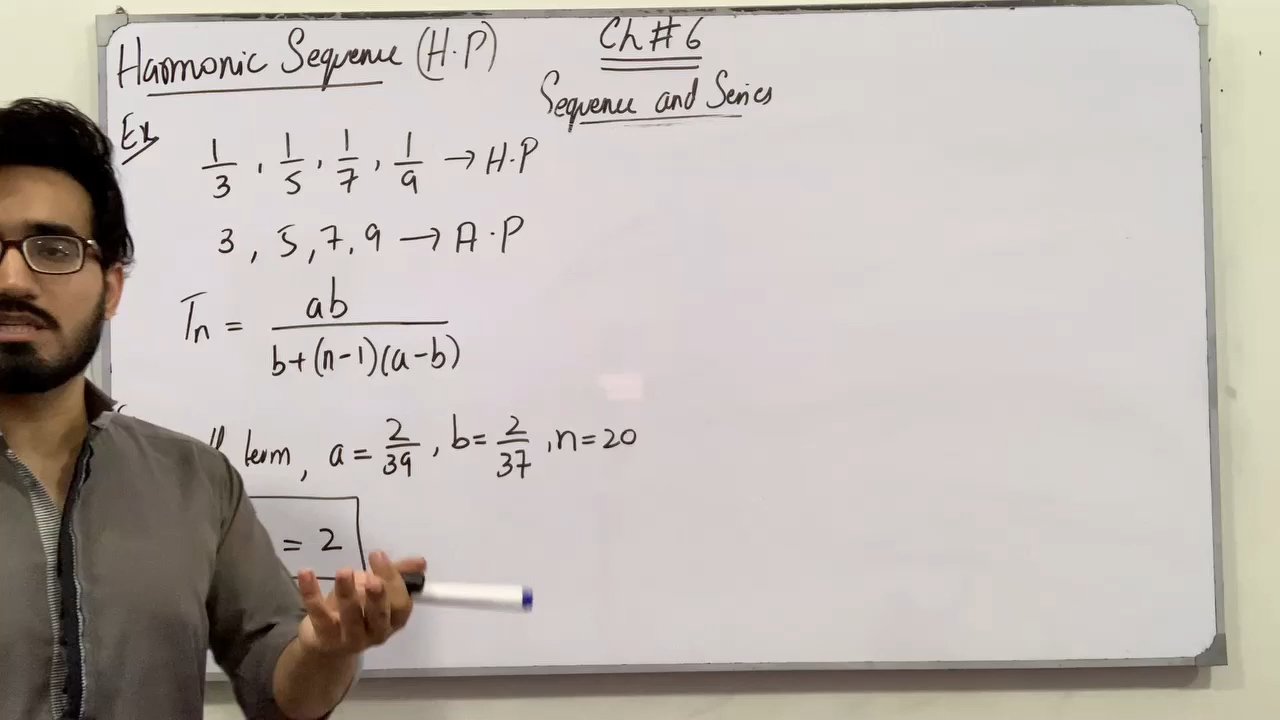 Harmonic Sequence (H.P)
Ch # 6
Sequence and Series
Ex
1/3, 1/5, 1/7, 1/9 → H.P
3, 5, 7, 9 → A.P
Tn = ab / b+(n-1)(a-b)
term, a = 2/39, b = 2/37, n = 20
= 2